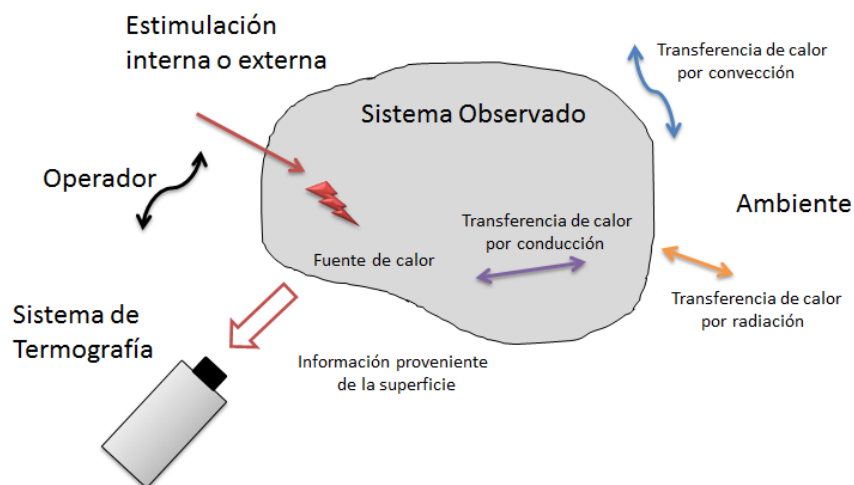 Estimulación
interna o externa
Transferencia de calor
por convección
Sistema Observado
Operador
Ambiente
Transferencia de calor
por conducción
Fuente de calor
Transferencia de calor
por radiación
Sistema de
Termografía
Información proveniente
de la superficie